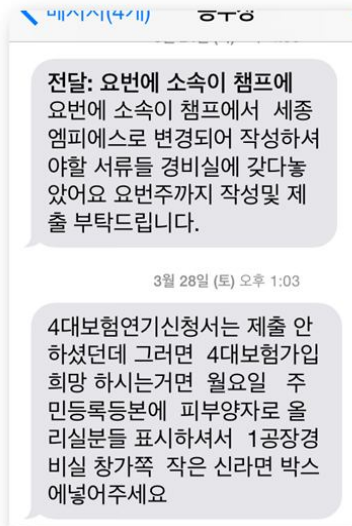 메시지(4개)
전달: 요번에 소속이 챔프에
요번에 소속이 챔프에서 세종
엠피에스로 변경되어 작성하셔
야할 서류들 경비실에 갖다놓
았어요 요번주까지 작성및 제
출 부탁드립니다.
3월 28일 (토) 오후 1:03
4대보험연기신청서는 제출 안
하셨던데 그러면 4대보험가입
희망 하시는거면 월요일 주
민등록등본에 피부양자로 올
리실분들 표시하셔서 1공장경
비실 창가쪽 작은 신라면 박스
에넣어주세요